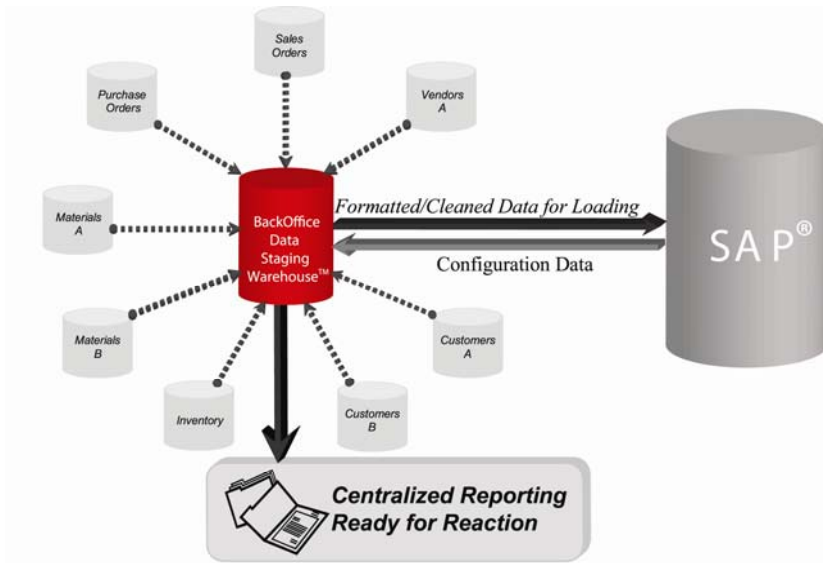 Sales
Orders
Purchase
Orders
Vendors
A
Materials
A
BackOffice
Data
Staging
Warehouse™
Formatted/Cleaned Data for Loading
Configuration Data
SAP®
Materials
B
Customers
A
Inventory
Customers
B
Centralized Reporting
Ready for Reaction